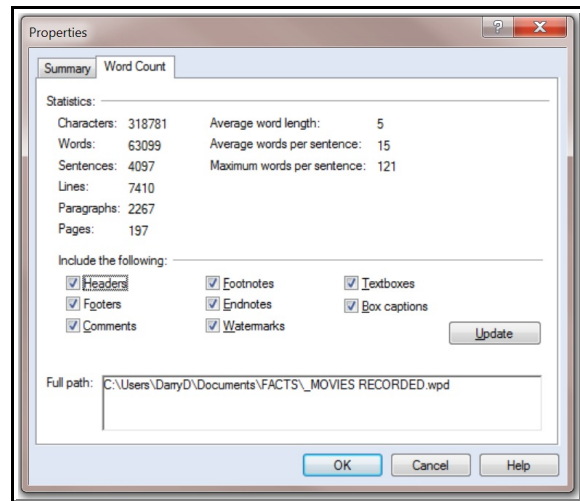 Properties
Summary Word Count
Statistics:
Characters: 318781 Average word length: 5
Words: 63099 Average words per sentence: 15
Sentences: 4097 Maximum words per sentence: 121
Lines: 7410
Paragraphs: 2267
Pages: 197
Include the following:
Headers Footnotes Textboxes
Footers Endnotes Box captions
Comments Watermarks
Update
Full path: C:\Users\DarryD\Documents\FACTS\_MOVIES RECORDED.wpd
OK Cancel Help